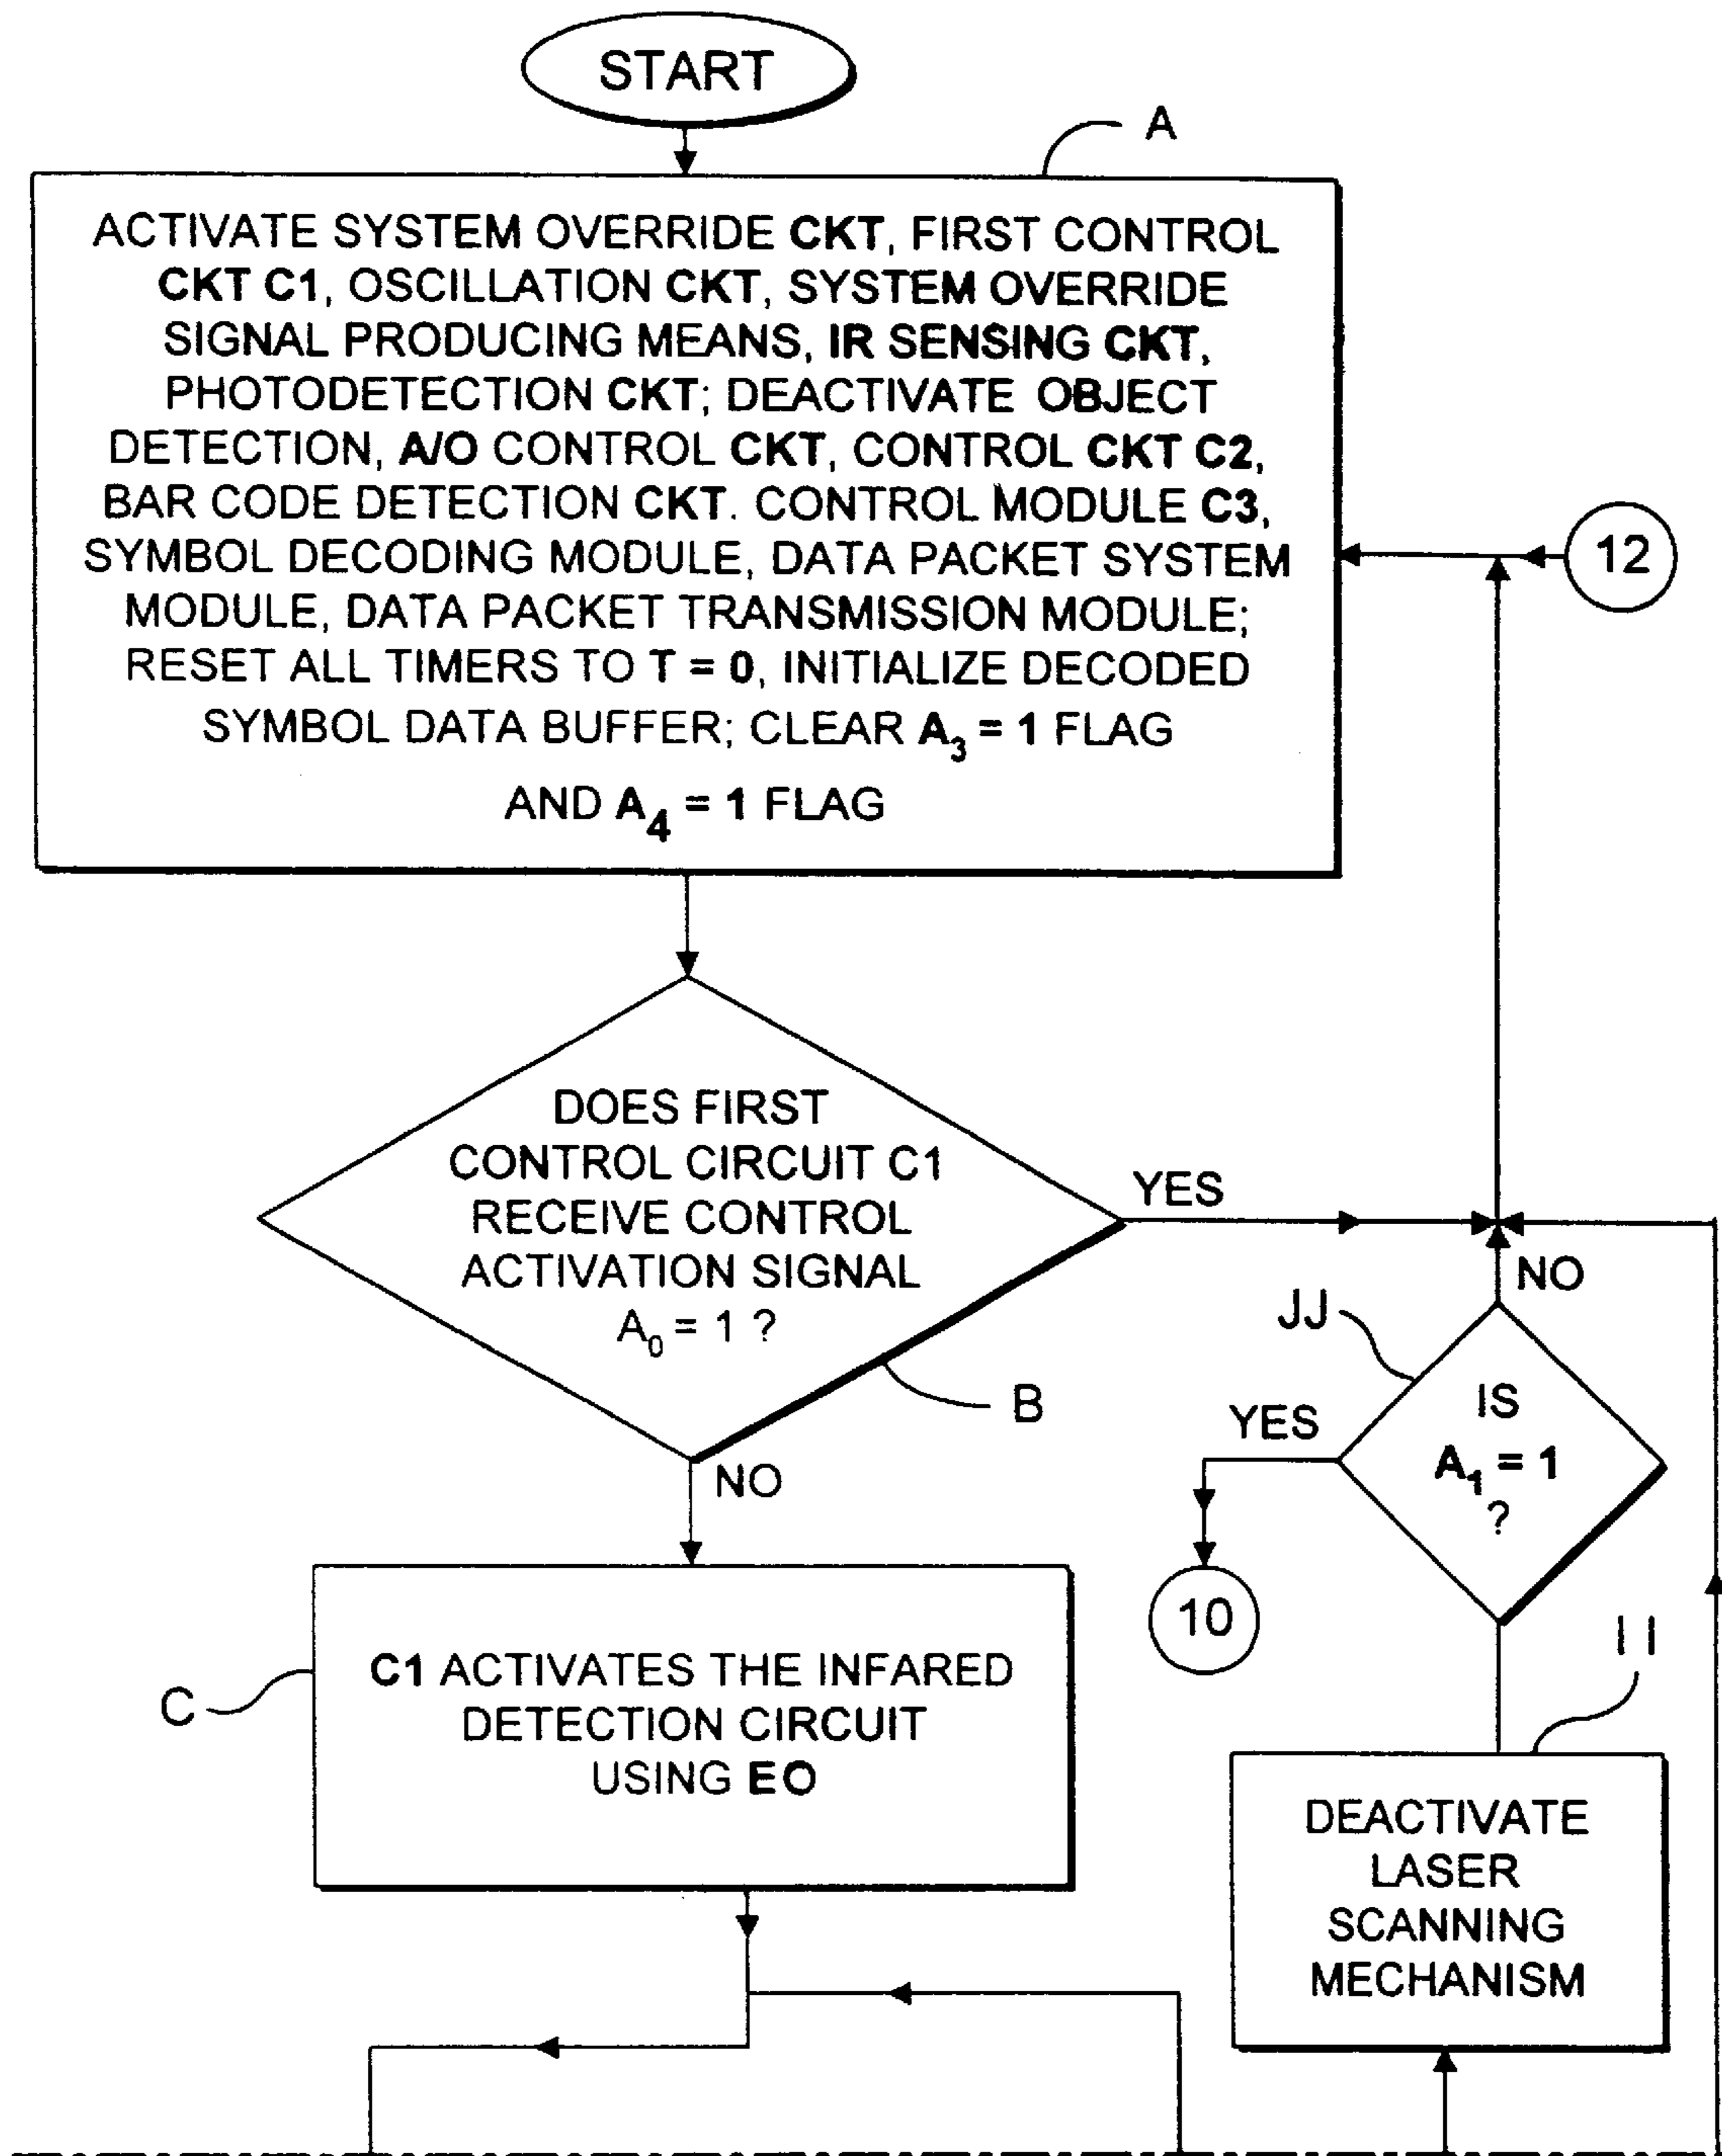 START
A
ACTIVATE SYSTEM OVERRIDE CKT, FIRST CONTROL
CKT C1, OSCILLATION CKT, SYSTEM OVERRIDE
SIGNAL PRODUCING MEANS, IR SENSING CKT,
PHOTODETECTION CKT; DEACTIVATE OBJECT
DETECTION, A/O CONTROL CKT, CONTROL CKT C2,
BAR CODE DETECTION CKT. CONTROL MODULE C3,
SYMBOL DECODING MODULE, DATA PACKET SYSTEM
MODULE, DATA PACKET TRANSMISSION MODULE;
RESET ALL TIMERS TO T = 0, INITIALIZE DECODED
SYMBOL DATA BUFFER; CLEAR A₃ = 1 FLAG
AND A₄ = 1 FLAG
12
DOES FIRST
CONTROL CIRCUIT C1
RECEIVE CONTROL
ACTIVATION SIGNAL
A₀ = 1 ?
YES
B
NO
NO
JJ
IS
A₁ = 1
?
YES
10
C
C1 ACTIVATES THE INFARED
DETECTION CIRCUIT
USING EO
II
DEACTIVATE
LASER
SCANNING
MECHANISM